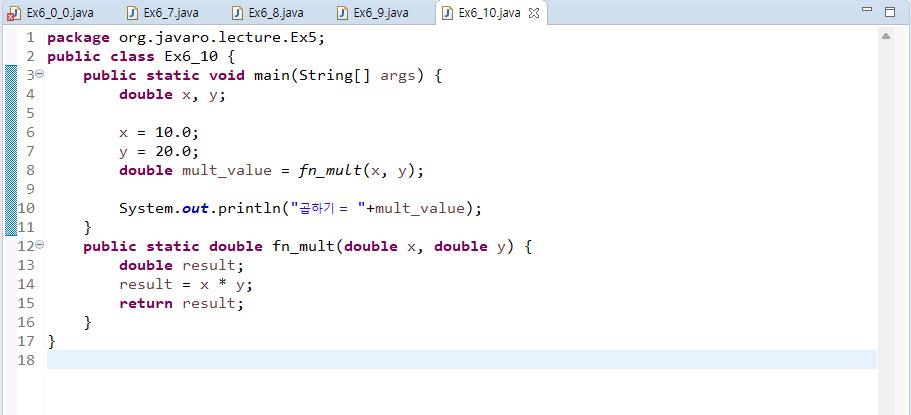 Ex6_0_0.java Ex6_7.java Ex6_8.java Ex6_9.java Ex6_10.java
1 package org.javaro.lecture.Ex5;
2 public class Ex6_10 {
3 public static void main(String[] args) {
4 double x, y;
5
6 x = 10.0;
7 y = 20.0;
8 double mult_value = fn_mult(x, y);
9
10 System.out.println("곱하기 = "+mult_value);
11 }
12 public static double fn_mult(double x, double y) {
13 double result;
14 result = x * y;
15 return result;
16 }
17 }
18